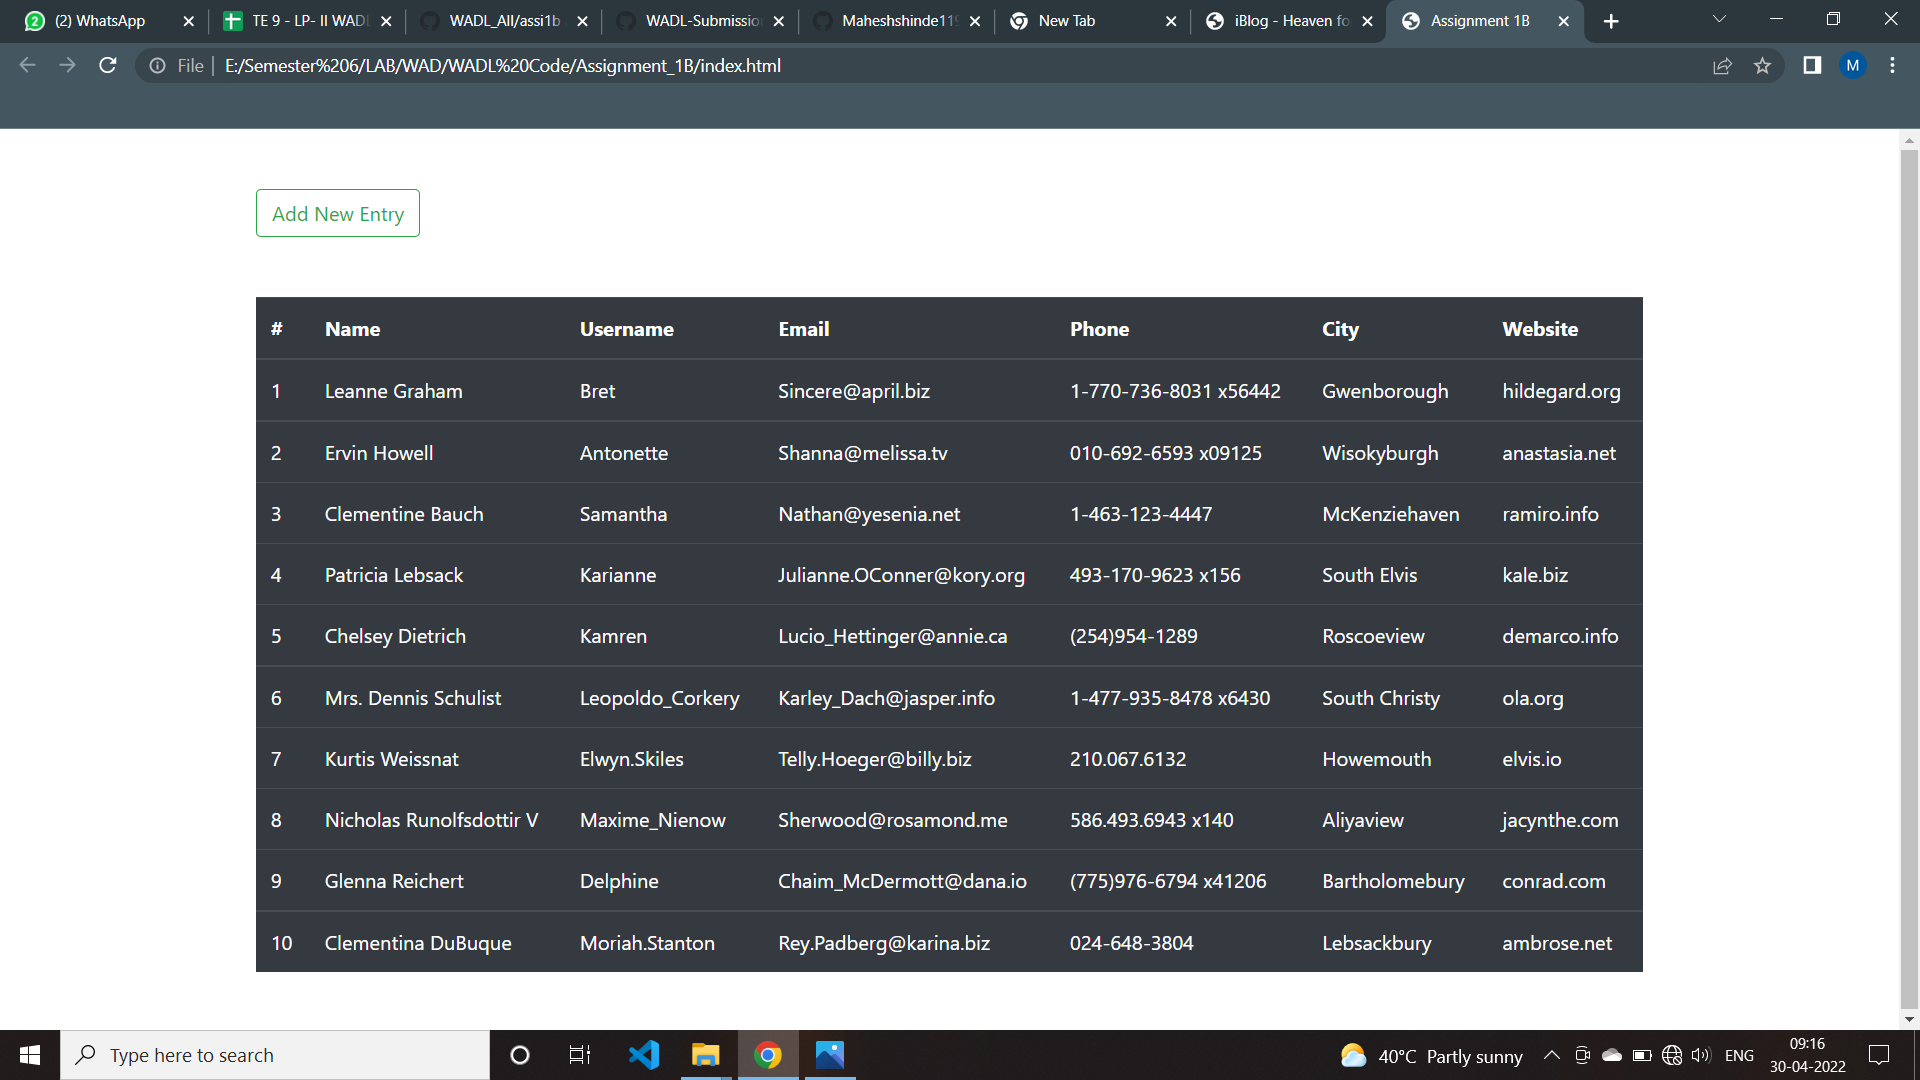 (2) WhatsApp
TE 9 - LP- II WADL
WADL_All/assi1b
WADL-Submission
Maheshshinde119
New Tab
iBlog - Heaven for
Assignment 1B
File
E:/Semester%206/LAB/WAD/WADL%20Code/Assignment_1B/index.html
M
Add New Entry
# Name Username Email Phone City Website
1 Leanne Graham Bret Sincere@april.biz 1-770-736-8031 x56442 Gwenborough hildegard.org
2 Ervin Howell Antonette Shanna@melissa.tv 010-692-6593 x09125 Wisokyburgh anastasia.net
3 Clementine Bauch Samantha Nathan@yesenia.net 1-463-123-4447 McKenziehaven ramiro.info
4 Patricia Lebsack Karianne Julianne.OConner@kory.org 493-170-9623 x156 South Elvis kale.biz
5 Chelsey Dietrich Kamren Lucio_Hettinger@annie.ca (254)954-1289 Roscoeview demarco.info
6 Mrs. Dennis Schulist Leopoldo_Corkery Karley_Dach@jasper.info 1-477-935-8478 x6430 South Christy ola.org
7 Kurtis Weissnat Elwyn.Skiles Telly.Hoeger@billy.biz 210.067.6132 Howemouth elvis.io
8 Nicholas Runolfsdottir V Maxime_Nienow Sherwood@rosamond.me 586.493.6943 x140 Aliyaview jacynthe.com
9 Glenna Reichert Delphine Chaim_McDermott@dana.io (775)976-6794 x41206 Bartholomebury conrad.com
10 Clementina DuBuque Moriah.Stanton Rey.Padberg@karina.biz 024-648-3804 Lebsackbury ambrose.net
Type here to search
40°C Partly sunny
ENG
09:16
30-04-2022